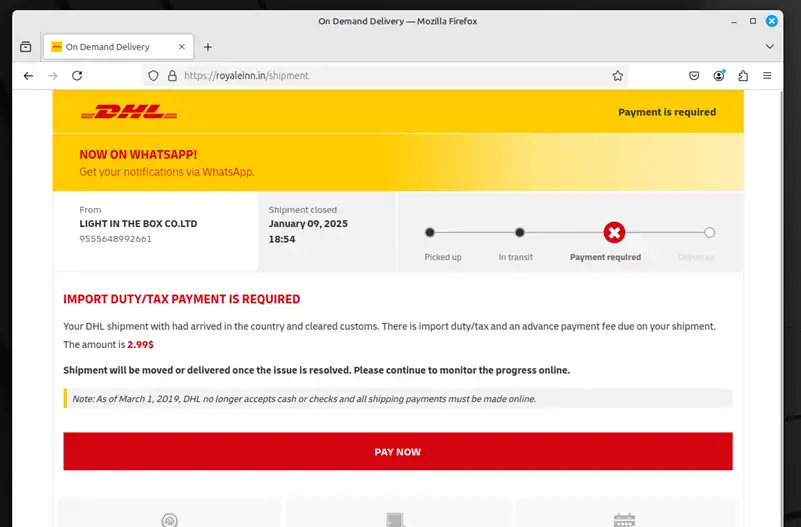 On Demand Delivery — Mozilla Firefox
On Demand Delivery
https://royaleinn.in/shipment
DHL
Payment is required
NOW ON WHATSAPP!
Get your notifications via WhatsApp.
From
LIGHT IN THE BOX CO.LTD
9555648992661
Shipment closed
January 09, 2025
18:54
Picked up
In transit
Payment required
Delivered
IMPORT DUTY/TAX PAYMENT IS REQUIRED
Your DHL shipment with had arrived in the country and cleared customs. There is import duty/tax and an advance payment fee due on your shipment.
The amount is 2.99$
Shipment will be moved or delivered once the issue is resolved. Please continue to monitor the progress online.
Note: As of March 1, 2019, DHL no longer accepts cash or checks and all shipping payments must be made online.
PAY NOW